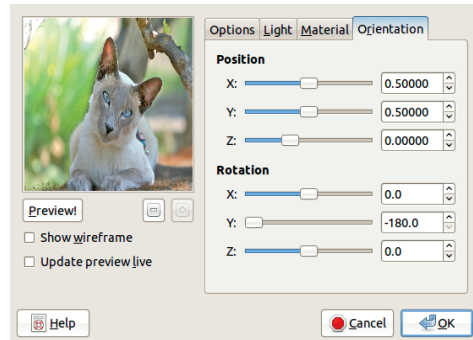 Options Light Material Orientation
Position
X: 0.50000
Y: 0.50000
Z: 0.00000
Rotation
X: 0.0
Y: -180.0
Z: 0.0
Preview!
Show wireframe
Update preview live
Help Cancel OK